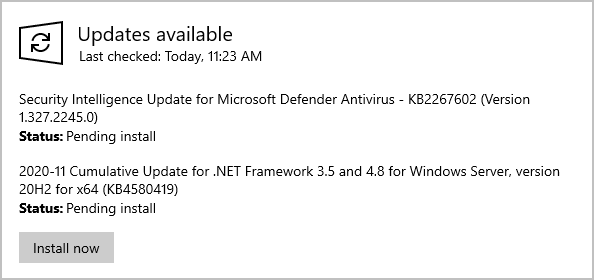 Updates available
Last checked: Today, 11:23 AM
Security Intelligence Update for Microsoft Defender Antivirus - KB2267602 (Version
1.327.2245.0)
Status: Pending install
2020-11 Cumulative Update for .NET Framework 3.5 and 4.8 for Windows Server, version
20H2 for x64 (KB4580419)
Status: Pending install
Install now